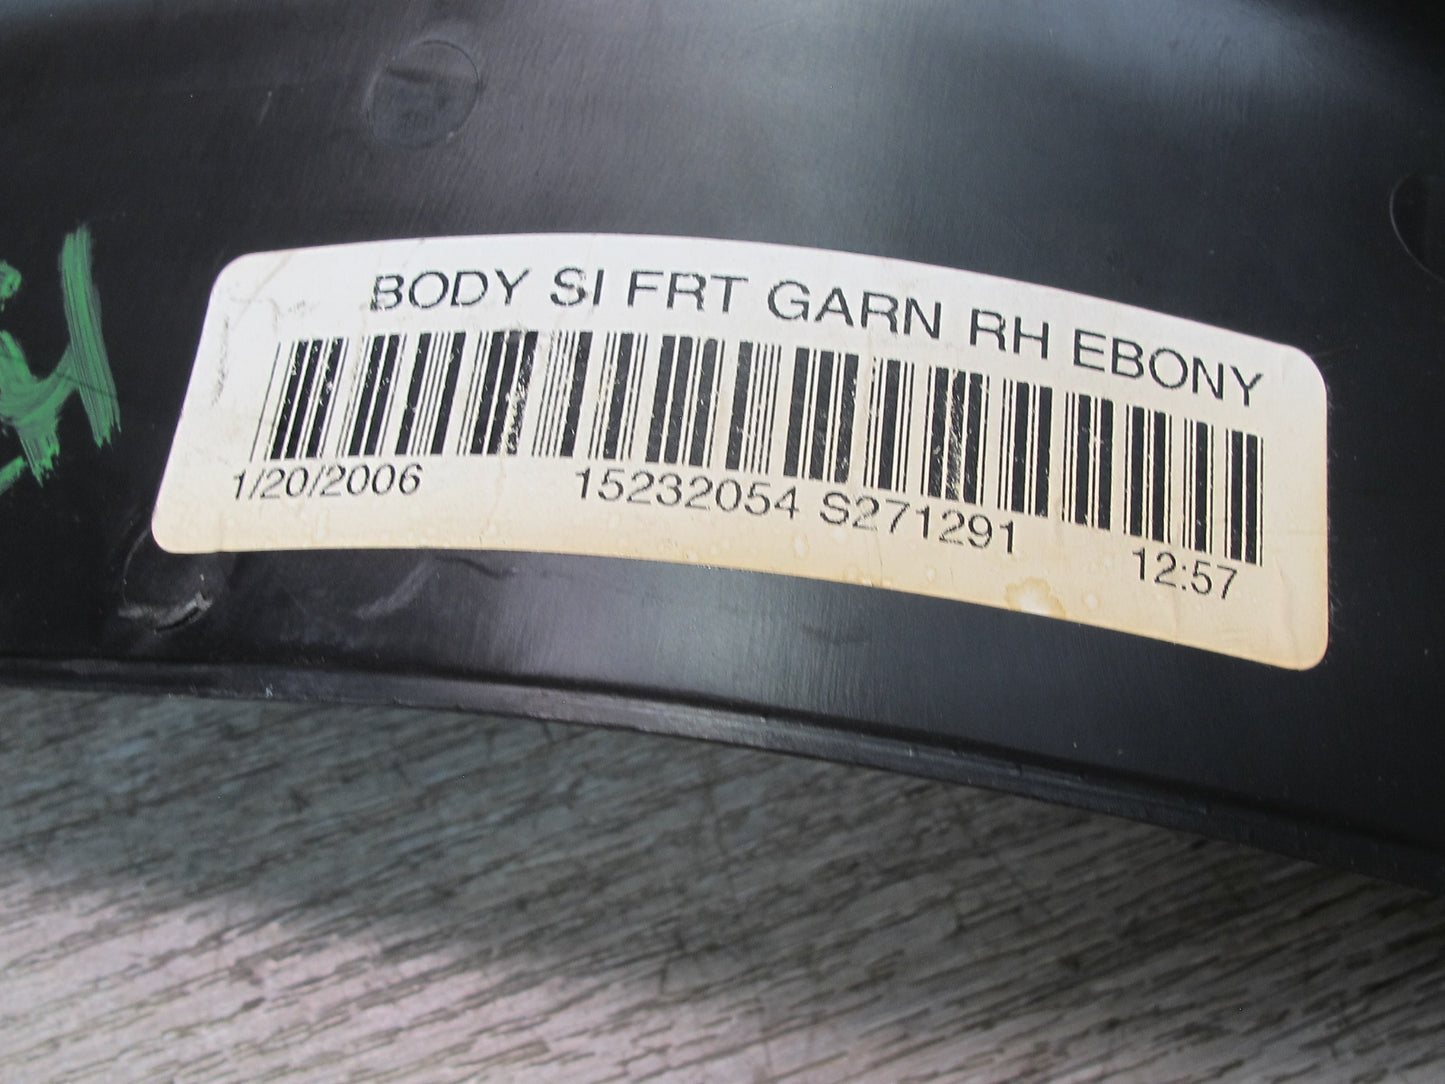 BODY SI FRT GARN RH EBONY
1/20/2006 15232054 S271291 12:57